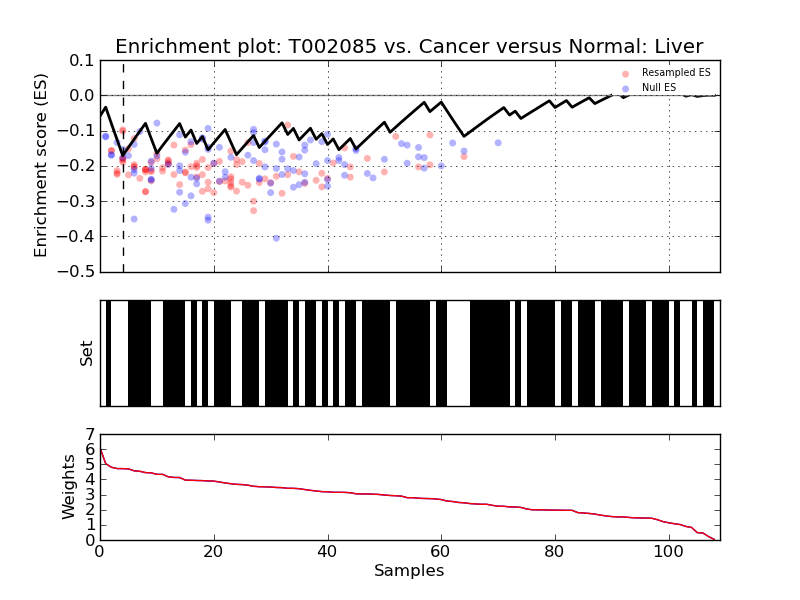 Enrichment plot: T002085 vs. Cancer versus Normal: Liver
0.1
0.0
−0.1
−0.2
−0.3
−0.4
−0.5
Enrichment score (ES)
Resampled ES
Null ES
Set
7
6
5
4
3
2
1
0
Weights
0 20 40 60 80 100
Samples